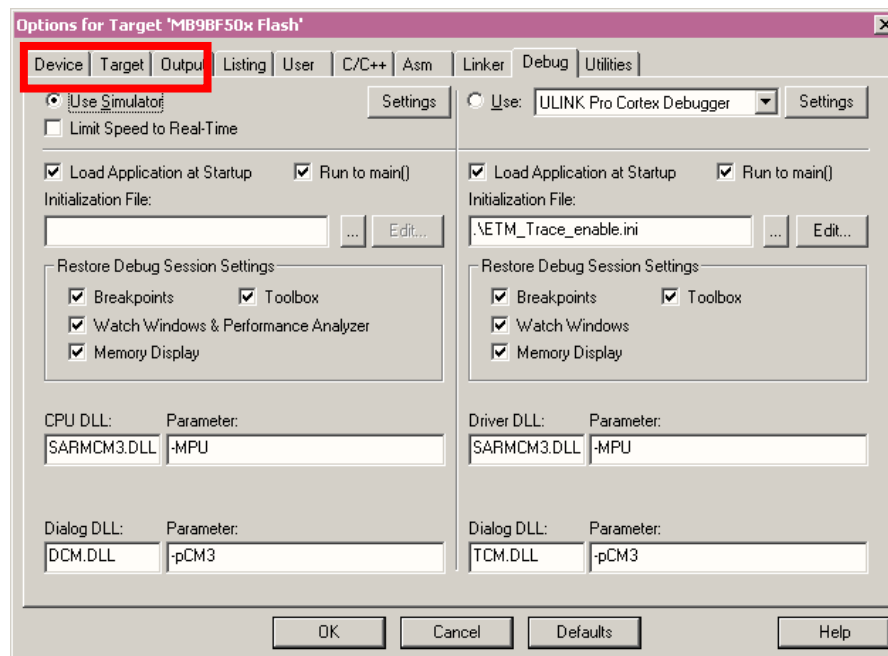 Options for Target 'MB9BF50x Flash'
Device Target Output Listing User C/C++ Asm Linker Debug Utilities
Use Simulator Settings Use: ULINK Pro Cortex Debugger Settings
Limit Speed to Real-Time
Load Application at Startup Run to main() Load Application at Startup Run to main()
Initialization File: Initialization File:
... Edit... .\ETM_Trace_enable.ini ... Edit...
Restore Debug Session Settings Restore Debug Session Settings
Breakpoints Toolbox Breakpoints Toolbox
Watch Windows & Performance Analyzer Watch Windows
Memory Display Memory Display
CPU DLL: Parameter: Driver DLL: Parameter:
SARMCM3.DLL -MPU SARMCM3.DLL -MPU
Dialog DLL: Parameter: Dialog DLL: Parameter:
DCM.DLL -pCM3 TCM.DLL -pCM3
OK Cancel Defaults Help